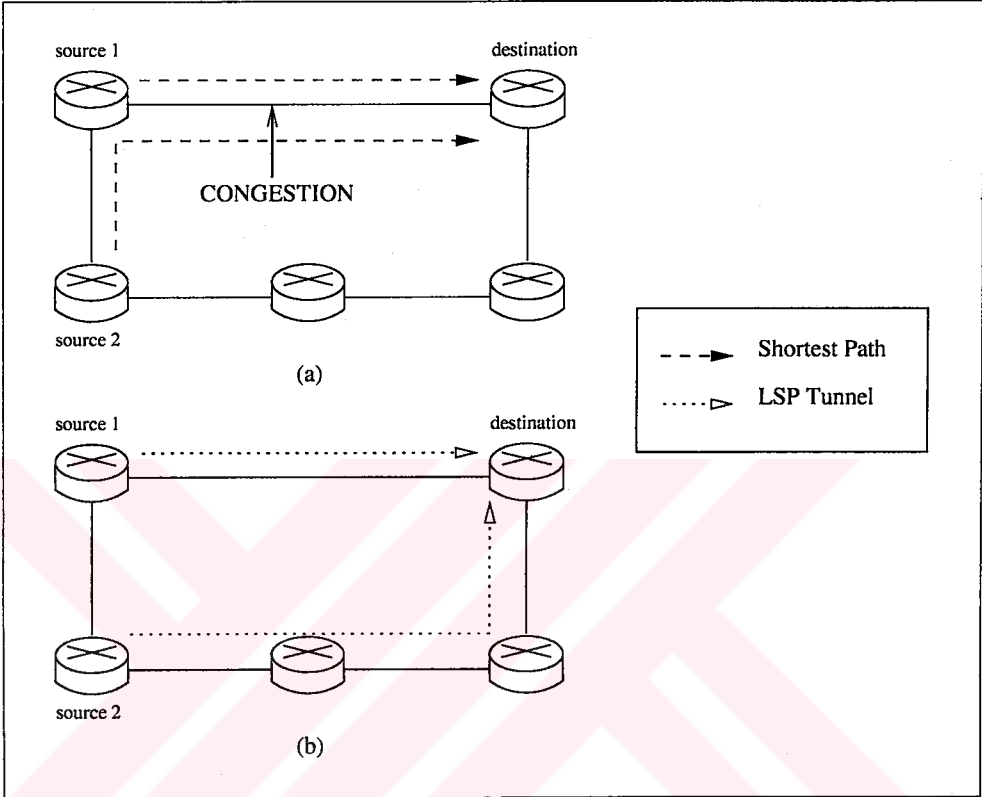 source 1
destination
CONGESTION
source 2
(a)
Shortest Path
LSP Tunnel
source 1
destination
source 2
(b)